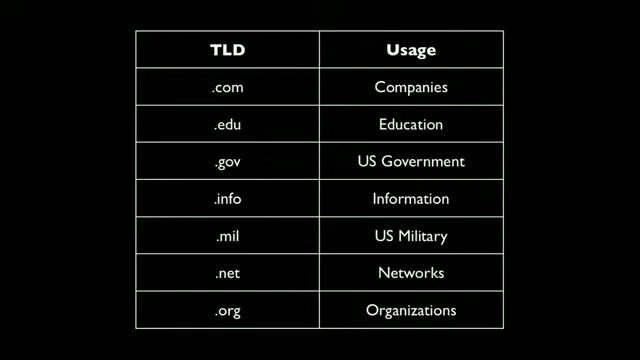 TLD Usage
.com Companies
.edu Education
.gov US Government
.info Information
.mil US Military
.net Networks
.org Organizations